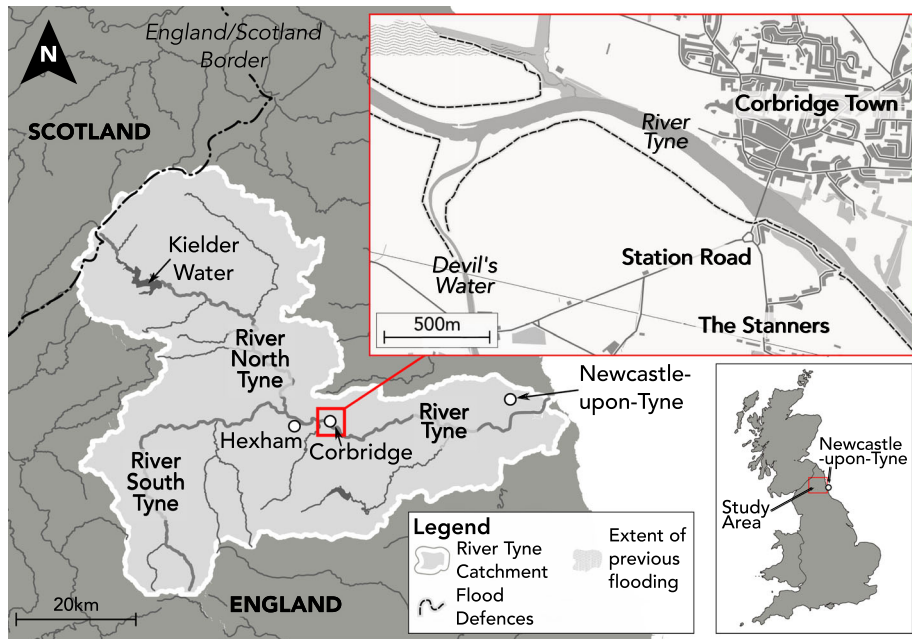 N
England/Scotland
Border
SCOTLAND
Kielder
Water
River
North
Tyne
Hexham
Corbridge
River
South
Tyne
River
Tyne
Newcastle-
upon-Tyne
20km
ENGLAND
Corbridge Town
River
Tyne
Station Road
Devil's
Water
The Stanners
500m
Legend
River Tyne
Catchment
Flood
Defences
Extent of
previous
flooding
Newcastle
-upon-Tyne
Study
Area